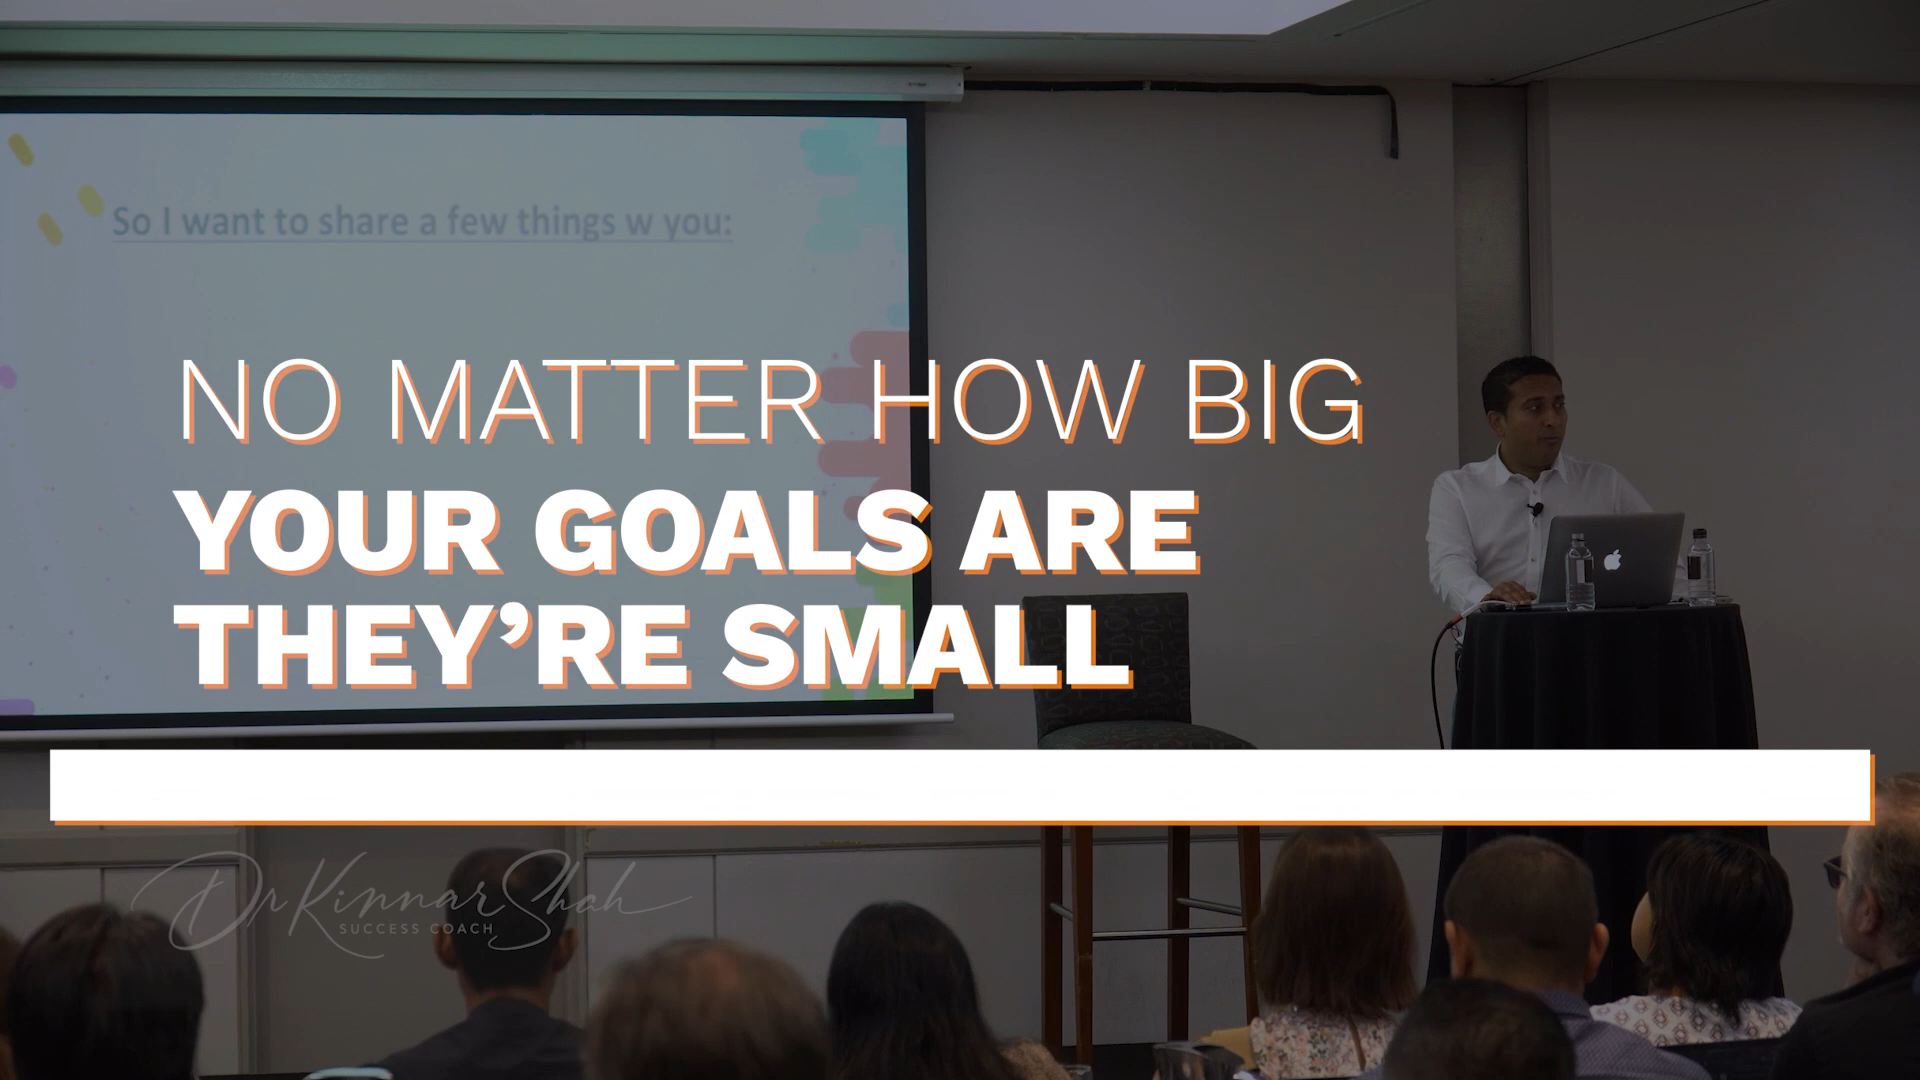 So I want to share a few things w you:
NO MATTER HOW BIG
YOUR GOALS ARE
THEY’RE SMALL
Dr Kinnar Shah
SUCCESS COACH